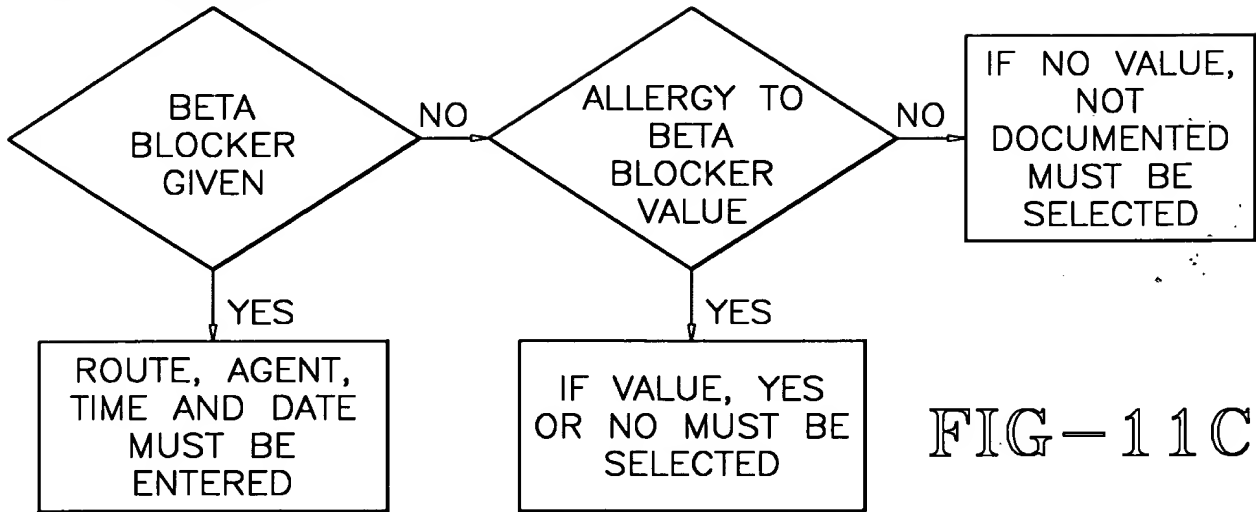 BETA
BLOCKER
GIVEN
NO
ALLERGY TO
BETA
BLOCKER
VALUE
NO
IF NO VALUE,
NOT
DOCUMENTED
MUST BE
SELECTED
YES
YES
ROUTE, AGENT,
TIME AND DATE
MUST BE
ENTERED
IF VALUE, YES
OR NO MUST BE
SELECTED
FIG-11C